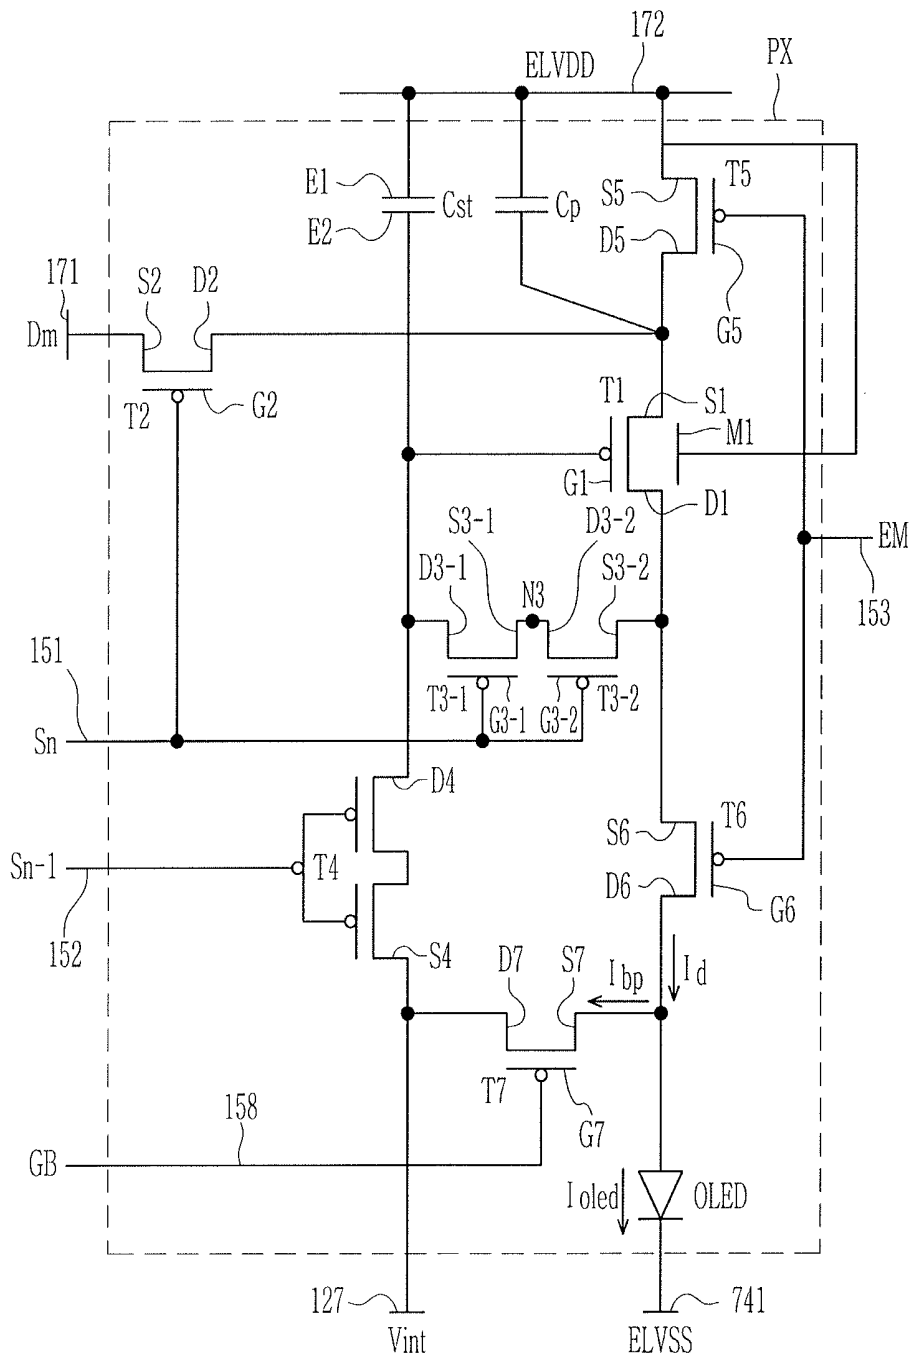 172
ELVDD
PX
E1
Cst
Cp
S5
T5
E2
D5
171
S2
D2
Dm
G5
T2
G2
T1
S1
M1
G1
D1
S3-1
D3-2
EM
D3-1
N3
S3-2
153
151
T3-1
G3-1
G3-2
T3-2
Sn
D4
T6
S6
Sn-1
T4
D6
G6
152
S4
D7
S7
Ibp
Id
T7
G7
158
GB
Ioled
OLED
127
741
Vint
ELVSS